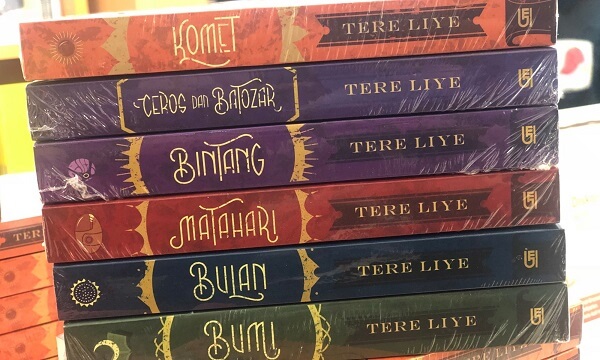 KOMET TERE LIYE
CEROS DAN BATOZAR TERE LIYE
BINTANG TERE LIYE
MATAHARI TERE LIYE
BULAN TERE LIYE
BUMI TERE LIYE